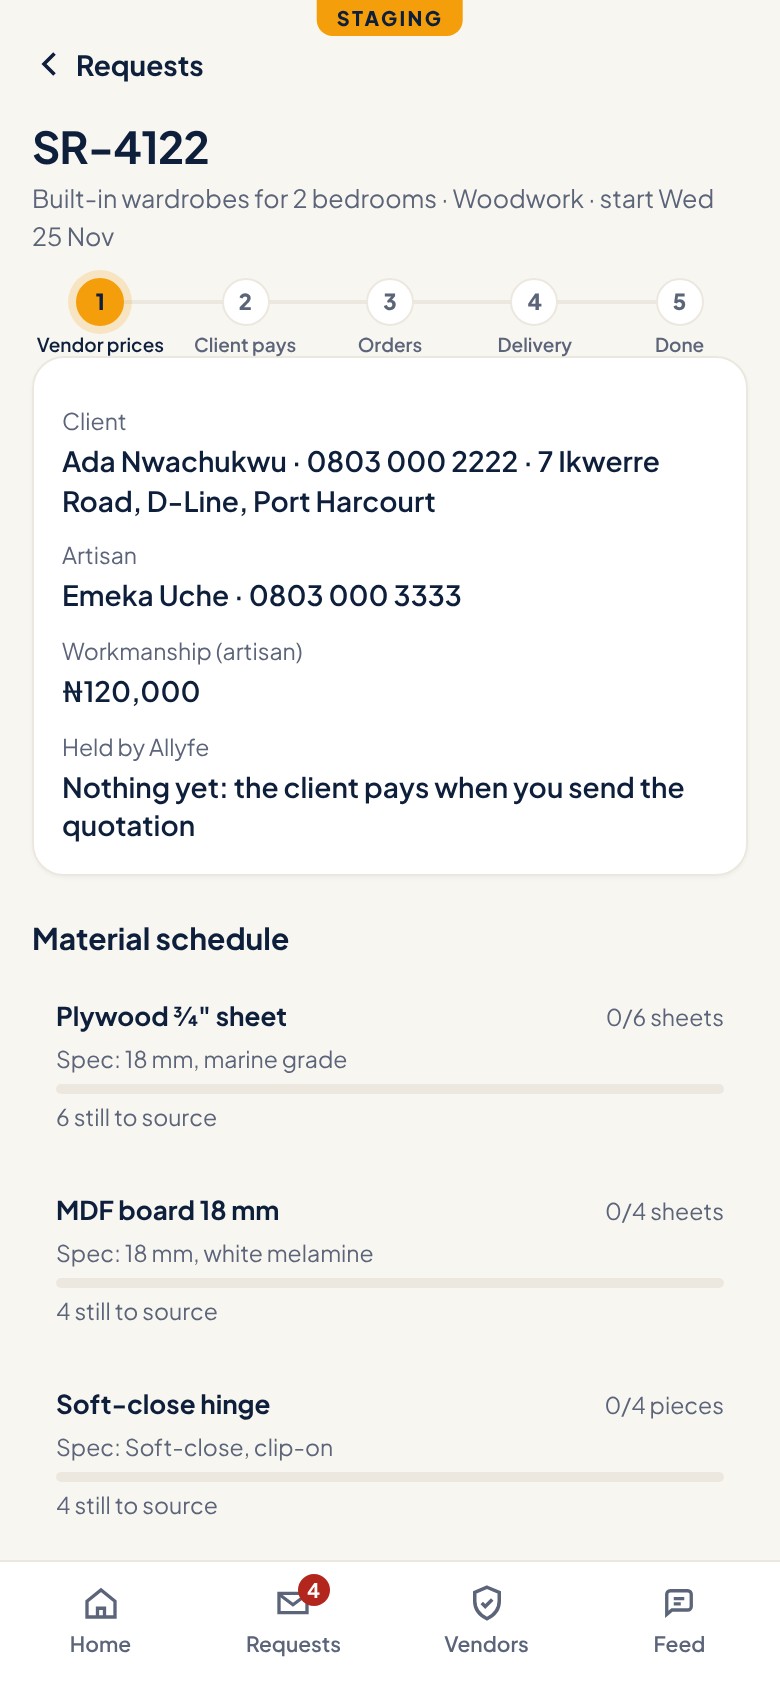 STAGING
Requests
SR-4122
Built-in wardrobes for 2 bedrooms · Woodwork · start Wed
25 Nov
1 2 3 4 5
Vendor prices Client pays Orders Delivery Done
Client
Ada Nwachukwu · 0803 000 2222 · 7 Ikwerre
Road, D-Line, Port Harcourt
Artisan
Emeka Uche · 0803 000 3333
Workmanship (artisan)
₦120,000
Held by Allyfe
Nothing yet: the client pays when you send the
quotation
Material schedule
Plywood ¾" sheet 0/6 sheets
Spec: 18 mm, marine grade
6 still to source
MDF board 18 mm 0/4 sheets
Spec: 18 mm, white melamine
4 still to source
Soft-close hinge 0/4 pieces
Spec: Soft-close, clip-on
4 still to source
4
Home Requests Vendors Feed